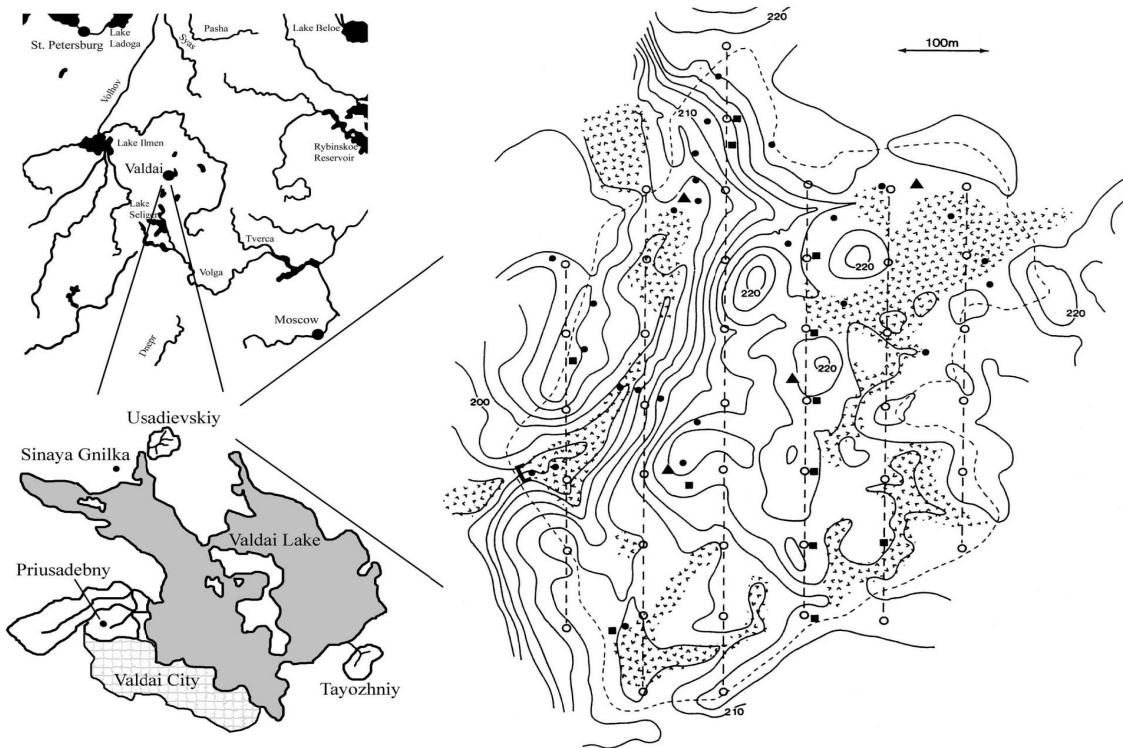 Lake
Ladoga
St. Petersburg
Pasha
Syas
Lake Beloe
Volhov
Lake Ilmen
Rybinskoe
Reservoir
Valdai
Lake
Seliger
Tverca
Volga
Moscow
Dnepr
Usadievskiy
Sinaya Gnilka
Valdai Lake
Priusadebny
Valdai City
Tayozhniy
220
100m
210
220
220
220
220
200
210